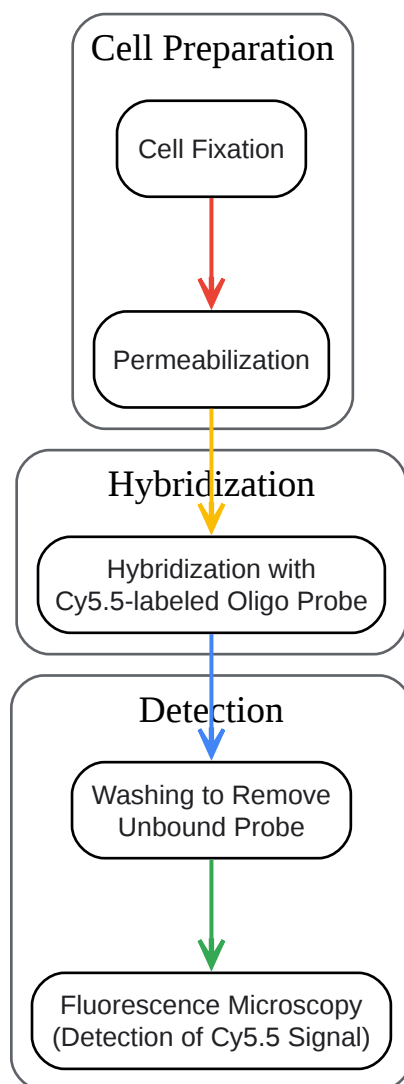 Cell Preparation
Cell Fixation
Permeabilization
Hybridization
Hybridization with
Cy5.5-labeled Oligo Probe
Detection
Washing to Remove
Unbound Probe
Fluorescence Microscopy
(Detection of Cy5.5 Signal)